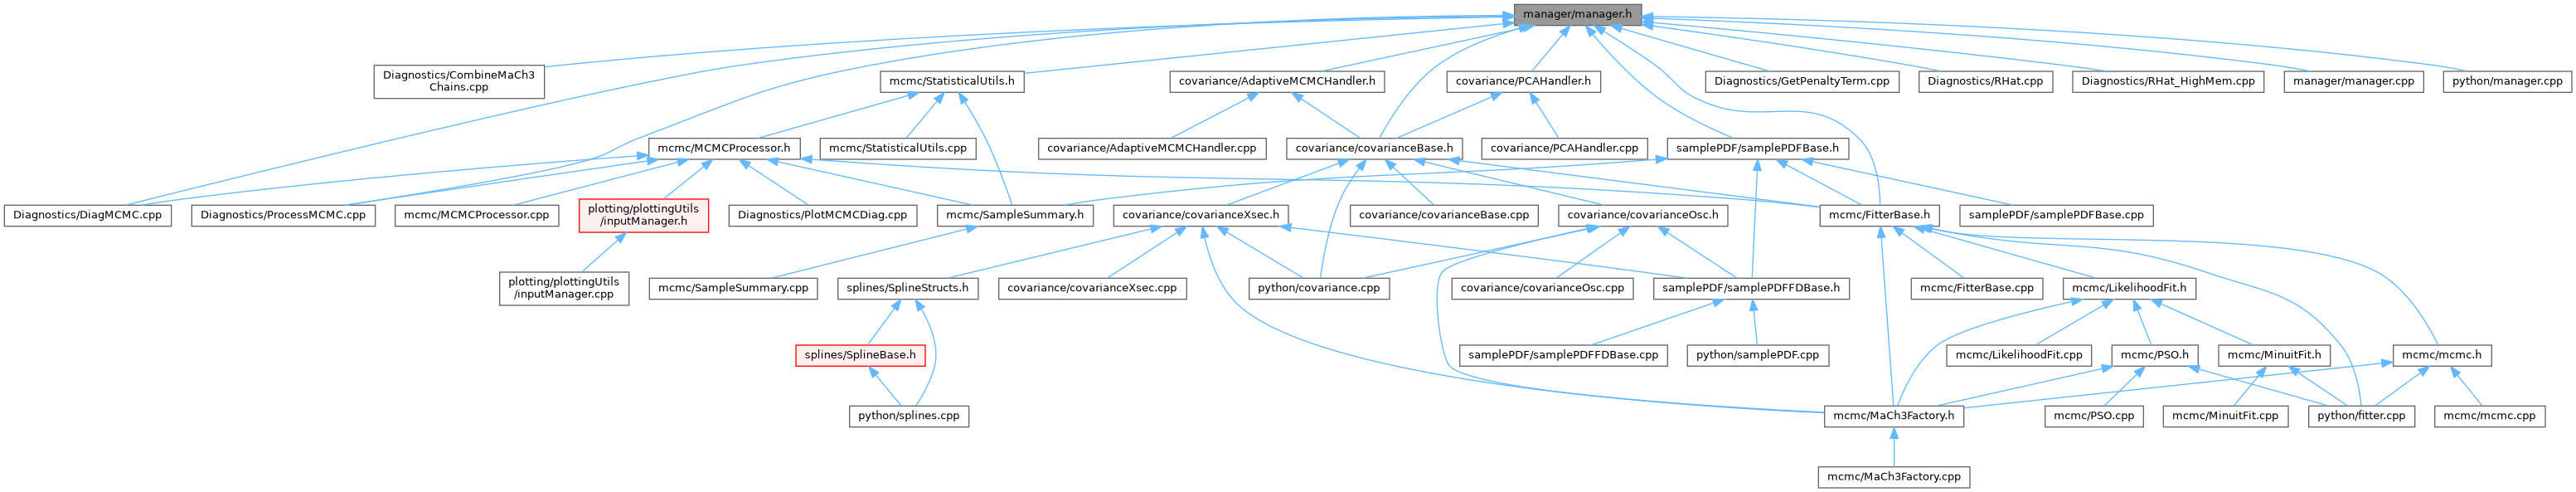 manager/manager.h
Diagnostics/CombineMaCh3
Chains.cpp
mcmc/StatisticalUtils.h
covariance/AdaptiveMCMCHandler.h
covariance/PCAHandler.h
Diagnostics/GetPenaltyTerm.cpp
Diagnostics/RHat.cpp
Diagnostics/RHat_HighMem.cpp
manager/manager.cpp
python/manager.cpp
mcmc/MCMCProcessor.h
mcmc/StatisticalUtils.cpp
covariance/AdaptiveMCMCHandler.cpp
covariance/covarianceBase.h
covariance/PCAHandler.cpp
samplePDF/samplePDFBase.h
Diagnostics/DiagMCMC.cpp
Diagnostics/ProcessMCMC.cpp
mcmc/MCMCProcessor.cpp
plotting/plottingUtils
/inputManager.h
Diagnostics/PlotMCMCDiag.cpp
mcmc/SampleSummary.h
covariance/covarianceXsec.h
covariance/covarianceBase.cpp
covariance/covarianceOsc.h
mcmc/FitterBase.h
samplePDF/samplePDFBase.cpp
plotting/plottingUtils
/inputManager.cpp
mcmc/SampleSummary.cpp
splines/SplineStructs.h
covariance/covarianceXsec.cpp
python/covariance.cpp
covariance/covarianceOsc.cpp
samplePDF/samplePDFFDBase.h
mcmc/FitterBase.cpp
mcmc/LikelihoodFit.h
splines/SplineBase.h
samplePDF/samplePDFFDBase.cpp
python/samplePDF.cpp
mcmc/LikelihoodFit.cpp
mcmc/PSO.h
mcmc/MinuitFit.h
mcmc/mcmc.h
python/splines.cpp
mcmc/MaCh3Factory.h
mcmc/PSO.cpp
mcmc/MinuitFit.cpp
python/fitter.cpp
mcmc/mcmc.cpp
mcmc/MaCh3Factory.cpp